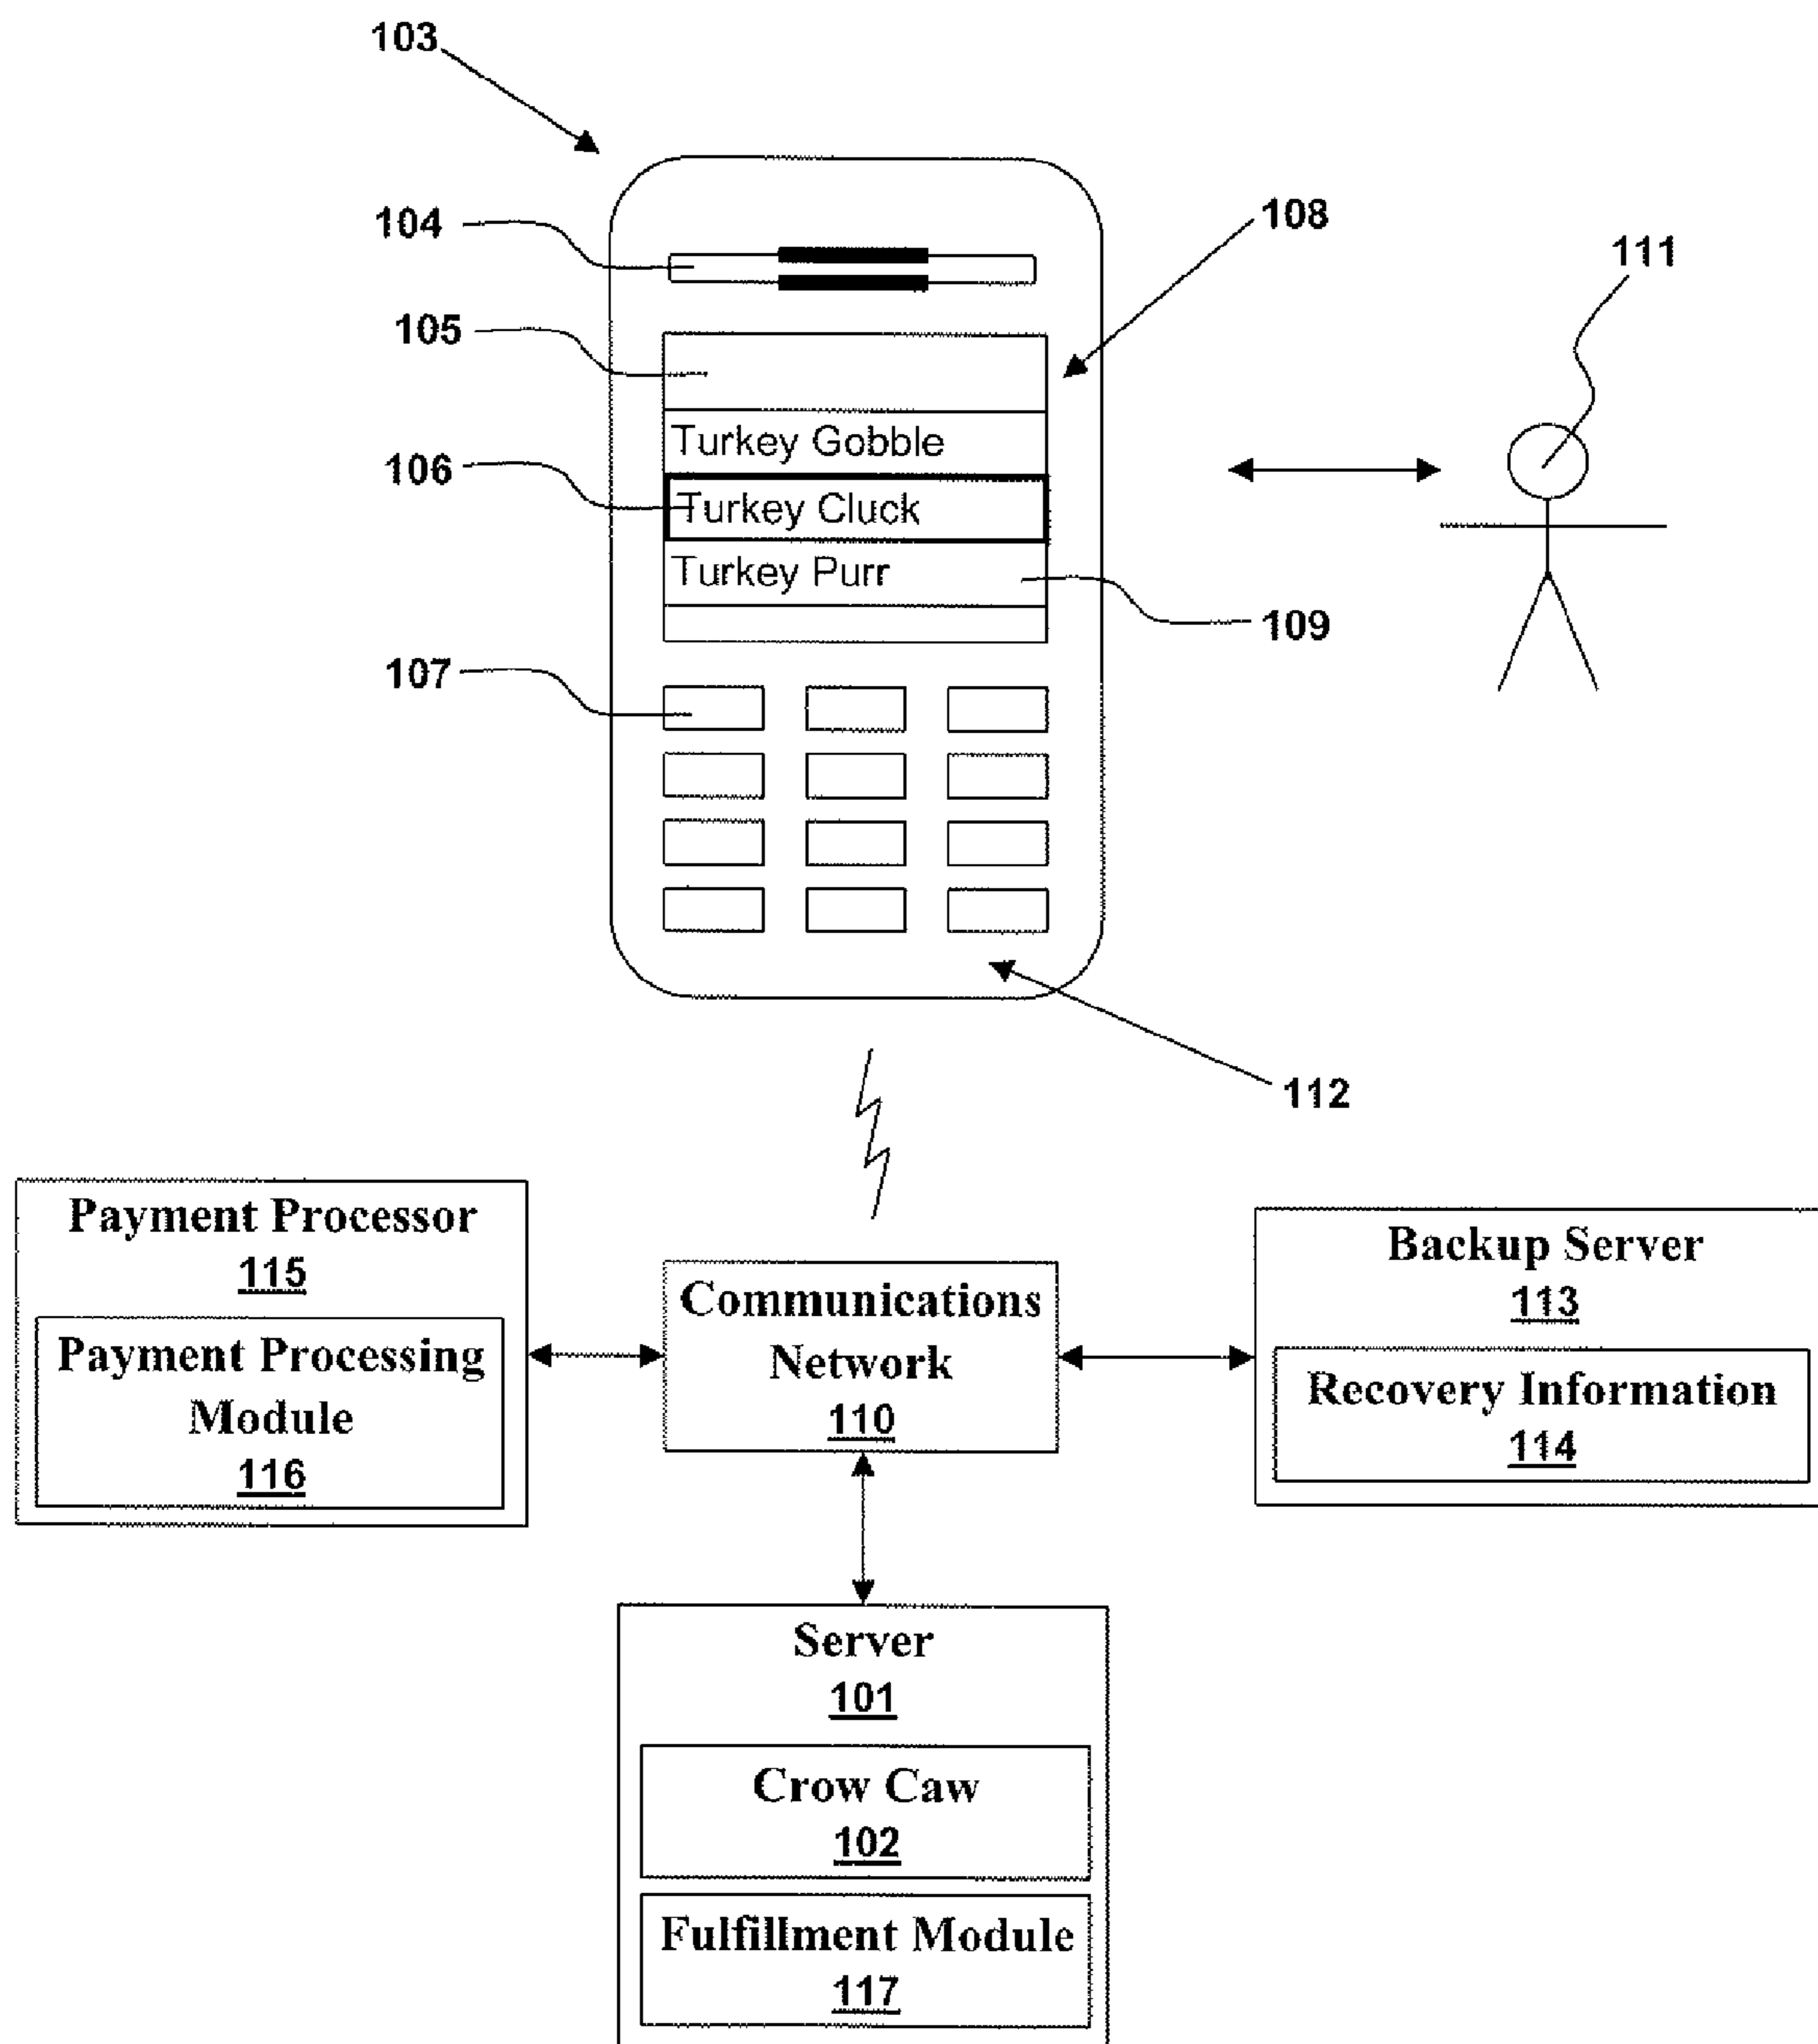 103
104
108
111
105
Turkey Gobble
106
Turkey Cluck
Turkey Purr
109
107
112
Payment Processor
115
Payment Processing
Module
116
Communications
Network
110
Backup Server
113
Recovery Information
114
Server
101
Crow Caw
102
Fulfillment Module
117